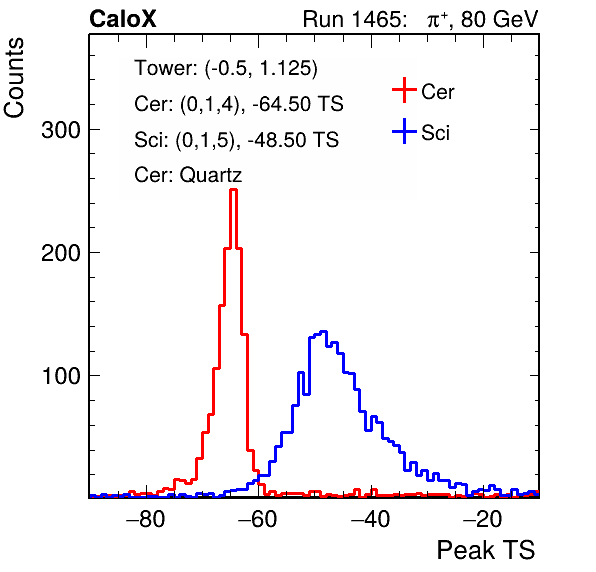 CaloX
Run 1465: π⁺, 80 GeV
Counts
Tower: (-0.5, 1.125)
Cer: (0,1,4), -64.50 TS
Sci: (0,1,5), -48.50 TS
Cer: Quartz
Cer
Sci
300
200
100
−80 −60 −40 −20
Peak TS